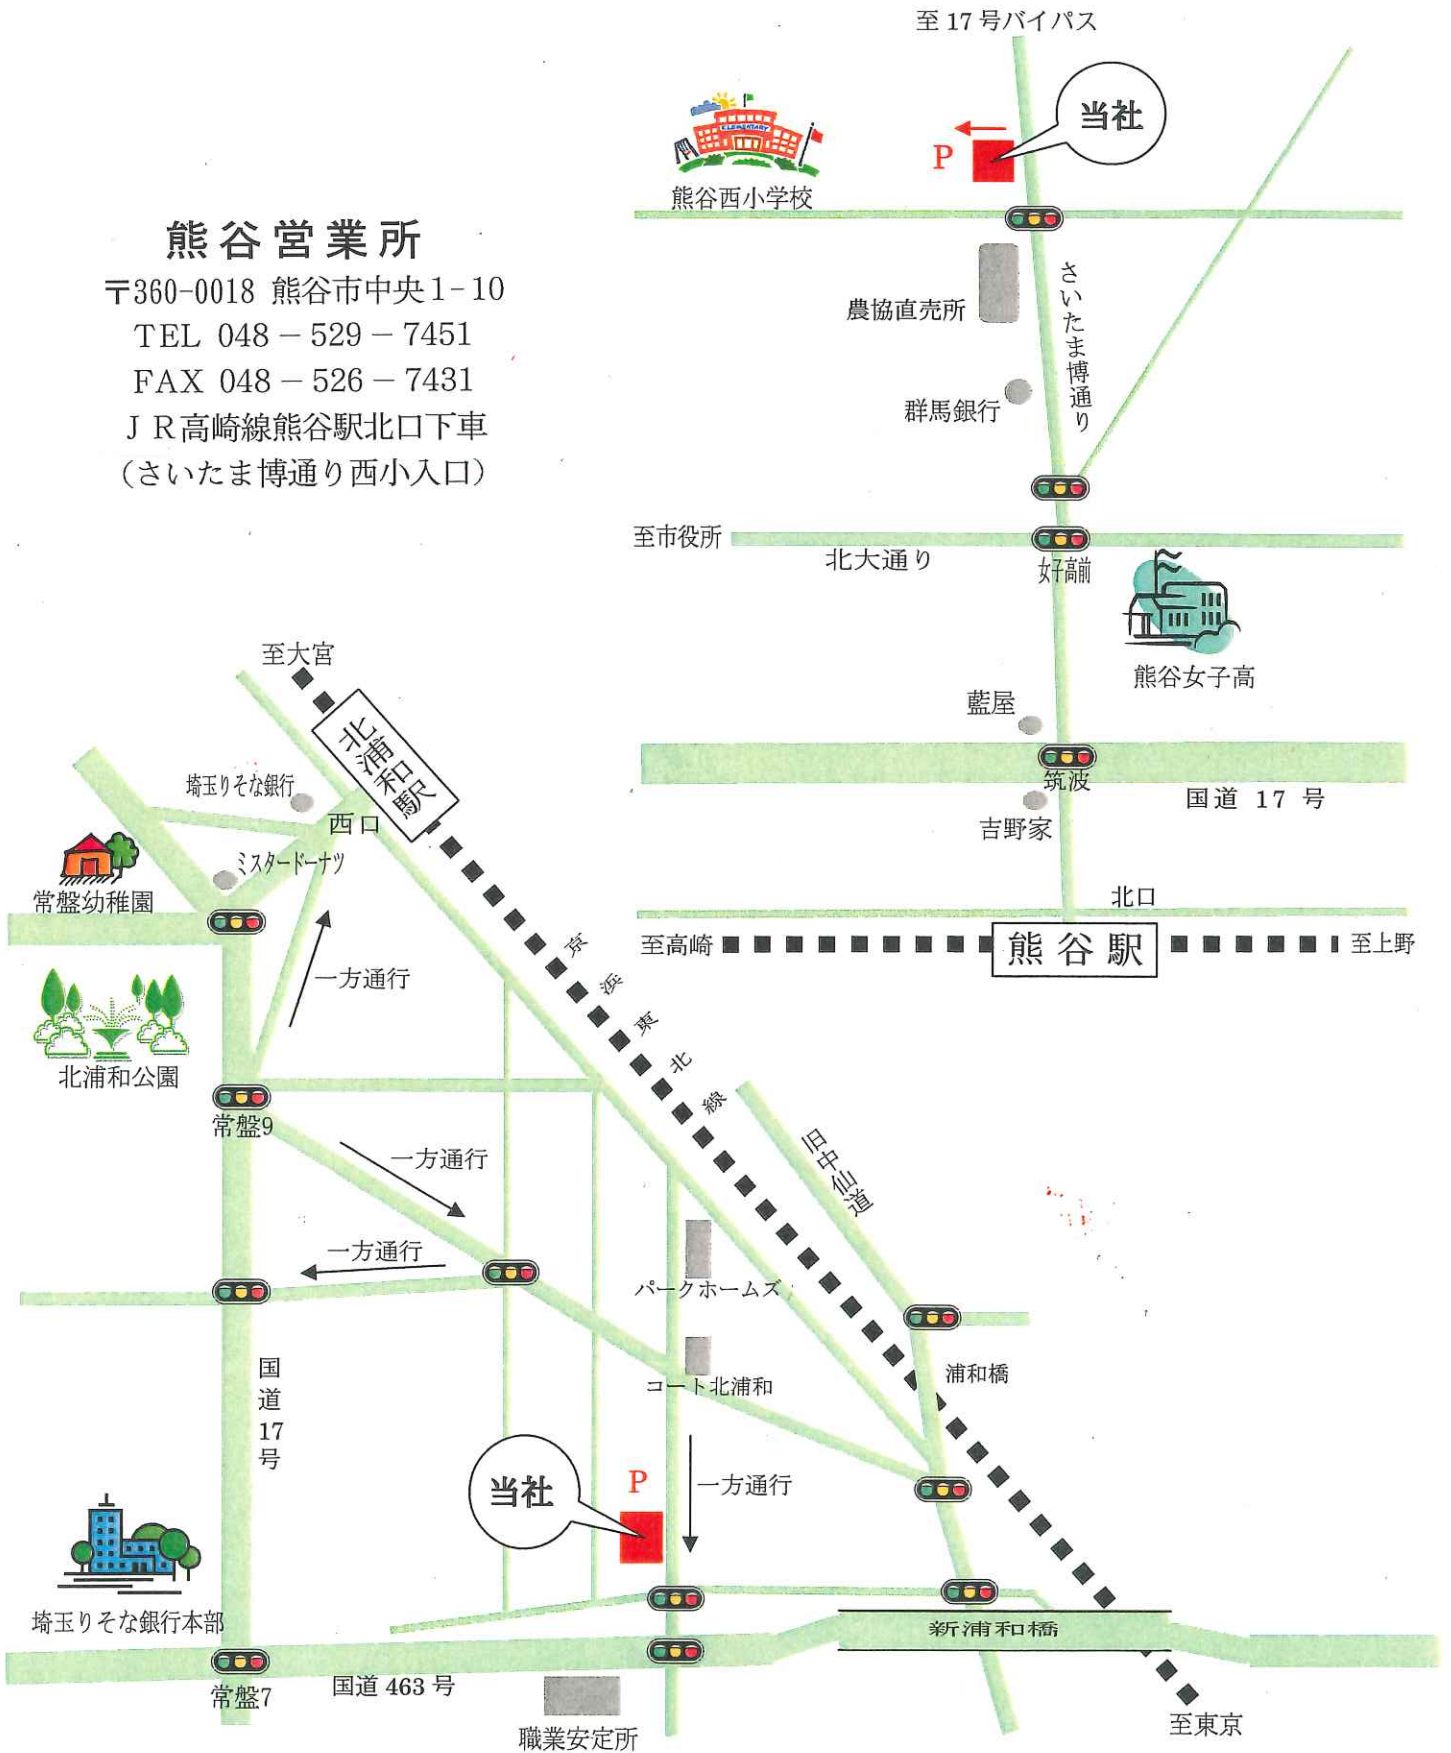 至 17 号バイパス
当社
P
ELEMENTARY
熊谷西小学校
熊谷営業所
〒360-0018 熊谷市中央1-10
TEL 048－529－7451
FAX 048－526－7431
ＪＲ高崎線熊谷駅北口下車
（さいたま博通り西小入口）
農協直売所
さいたま博通り
群馬銀行
至市役所
北大通り
女子高前
熊谷女子高
藍屋
筑波
国道 17 号
吉野家
北口
至高崎
熊谷駅
至上野
至大宮
北浦和駅
埼玉りそな銀行
西口
ミスタードーナツ
常盤幼稚園
一方通行
京浜東北線
北浦和公園
常盤9
一方通行
旧中仙道
一方通行
パークホームズ
国道17号
コート北浦和
浦和橋
当社
P
一方通行
埼玉りそな銀行本部
新浦和橋
常盤7
国道 463 号
職業安定所
至東京